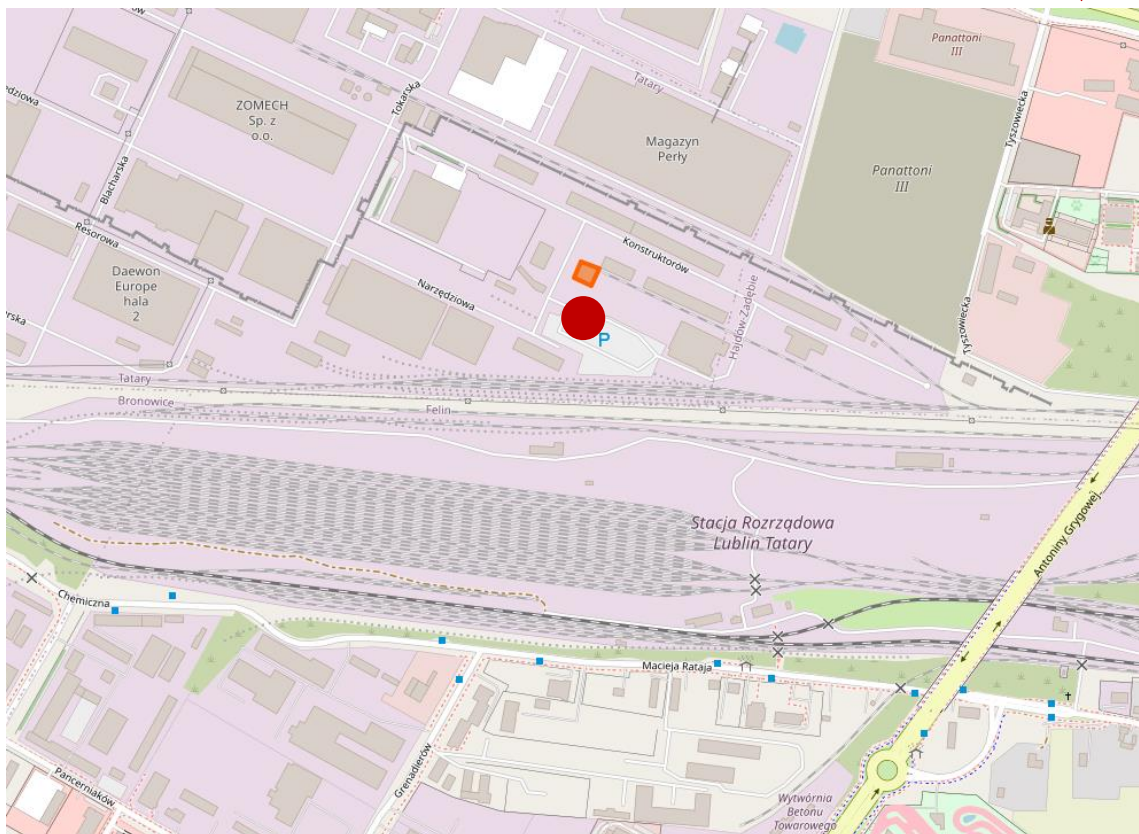 Panattoni
III
Tatary
Tokarska
ZOMECH
Sp. z
o.o.
Magazyn
Perły
Tyszowiecka
Panattoni
III
Blacharska
Resorowa
Konstruktorów
Daewon
Europe
hala
2
Narzędziowa
P
Hajdów-Zadębie
Tyszowiecka
Tatary
Bronowice
Felin
Stacja Rozrządowa
Lublin Tatary
Antoniny Grygowej
Chemiczna
Macieja Rataja
Grenadierów
Pancerniaków
Wytwórnia
Betonu
Towarowego